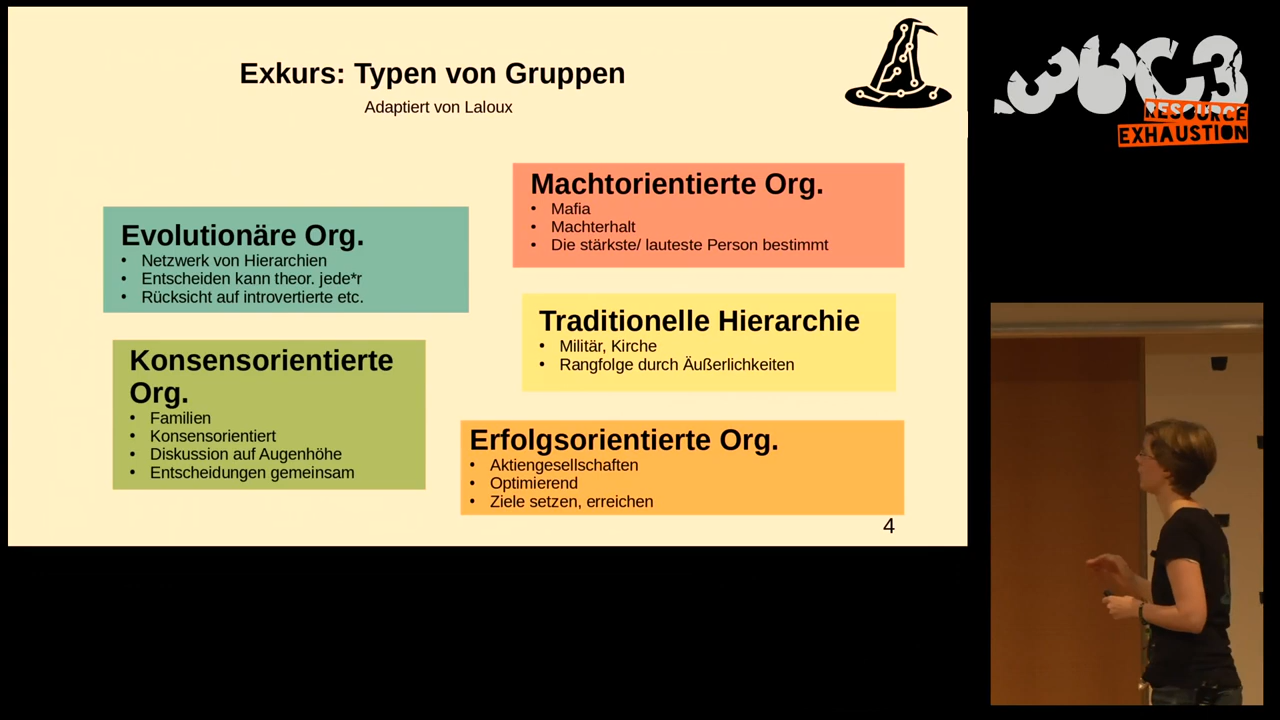 Exkurs: Typen von Gruppen
Adaptiert von Laloux
Machtorientierte Org.
• Mafia
• Machterhalt
• Die stärkste/ lauteste Person bestimmt
Evolutionäre Org.
• Netzwerk von Hierarchien
• Entscheiden kann theor. jede*r
• Rücksicht auf introvertierte etc.
Traditionelle Hierarchie
• Militär, Kirche
• Rangfolge durch Äußerlichkeiten
Konsensorientierte
Org.
• Familien
• Konsensorientiert
• Diskussion auf Augenhöhe
• Entscheidungen gemeinsam
Erfolgsorientierte Org.
• Aktiengesellschaften
• Optimierend
• Ziele setzen, erreichen
4
36C3
RESOURCE
EXHAUSTION